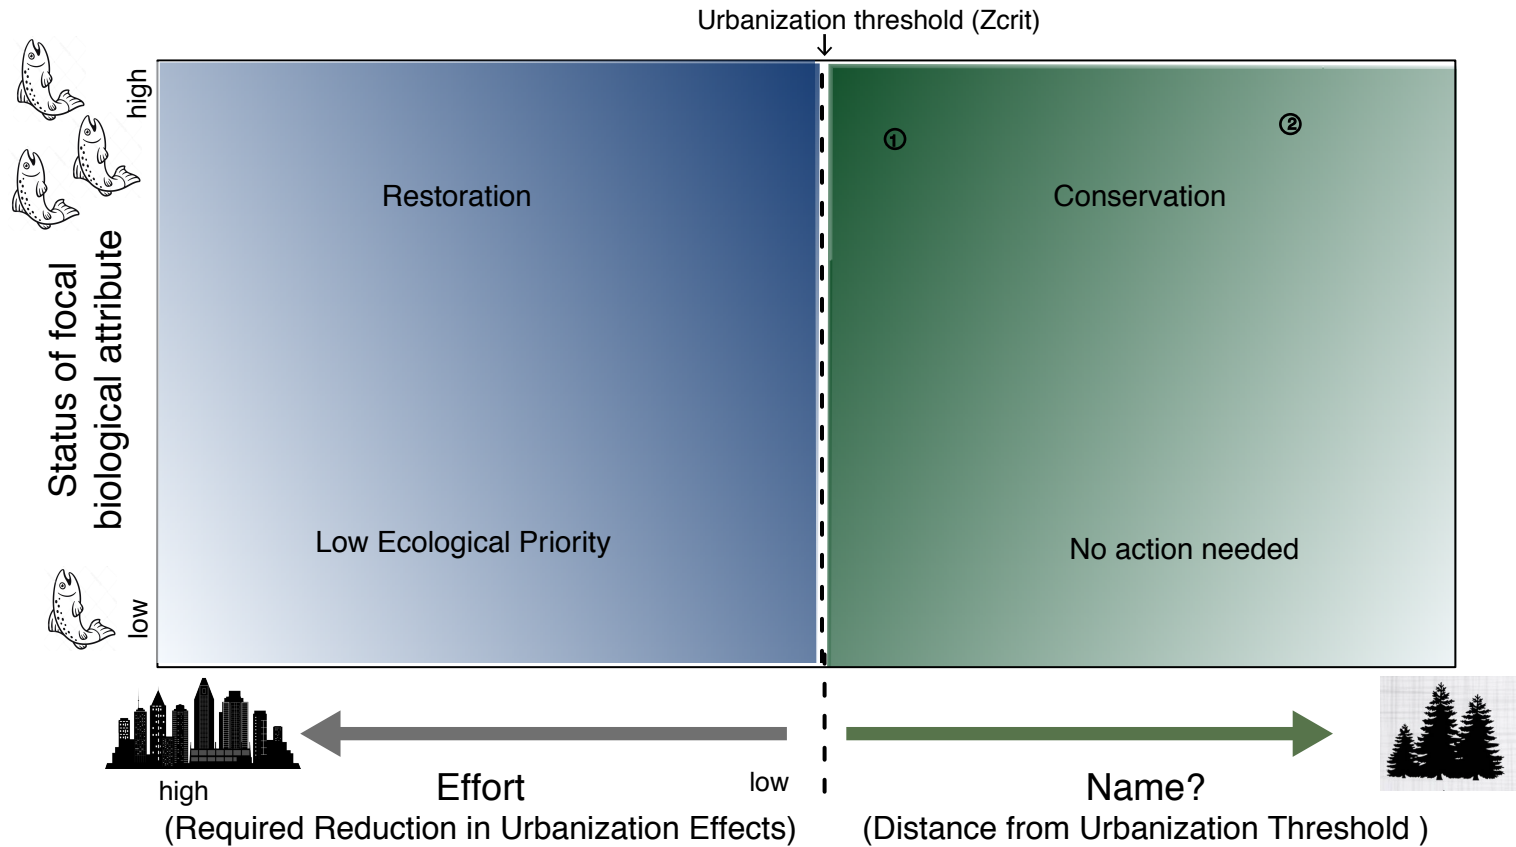 Urbanization threshold (Zcrit)
high
①
②
Restoration
Conservation
Status of focal
biological attribute
Low Ecological Priority
No action needed
low
high
Effort
low
Name?
(Required Reduction in Urbanization Effects)
(Distance from Urbanization Threshold )